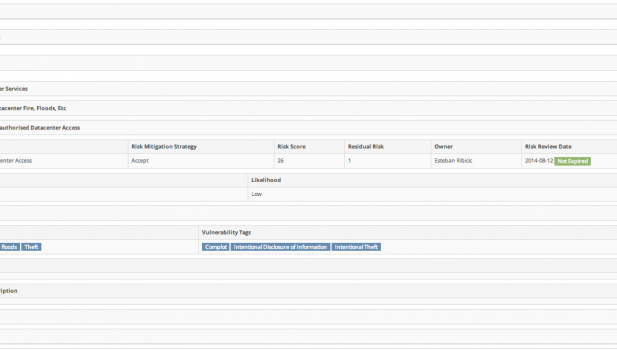 er Services
tacenter Fire, Floods, Etc
authorised Datacenter Access
Risk Mitigation Strategy Risk Score Residual Risk Owner Risk Review Date
enter Access Accept 26 1 Esteban Ribicic 2014-08-12 Not Expired
Likelihood
Low
Vulnerability Tags
floods Theft Complot Intentional Disclosure of Information Intentional Theft
ription